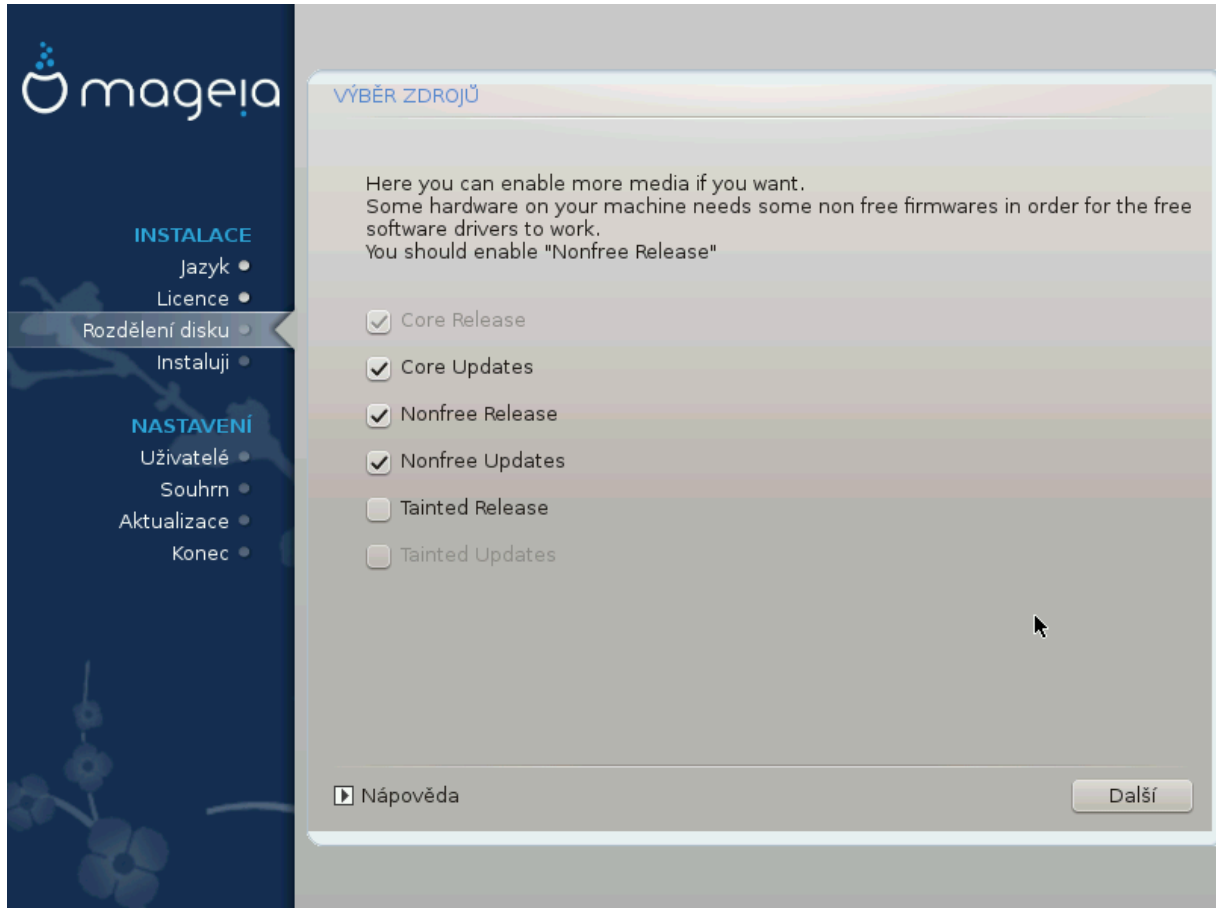 mageia
INSTALACE
Jazyk
Licence
Rozdělení disku
Instaluji
NASTAVENÍ
Uživatelé
Souhrn
Aktualizace
Konec
VÝBĚR ZDROJŮ
Here you can enable more media if you want.
Some hardware on your machine needs some non free firmwares in order for the free
software drivers to work.
You should enable "Nonfree Release"
Core Release
Core Updates
Nonfree Release
Nonfree Updates
Tainted Release
Tainted Updates
Nápověda
Další